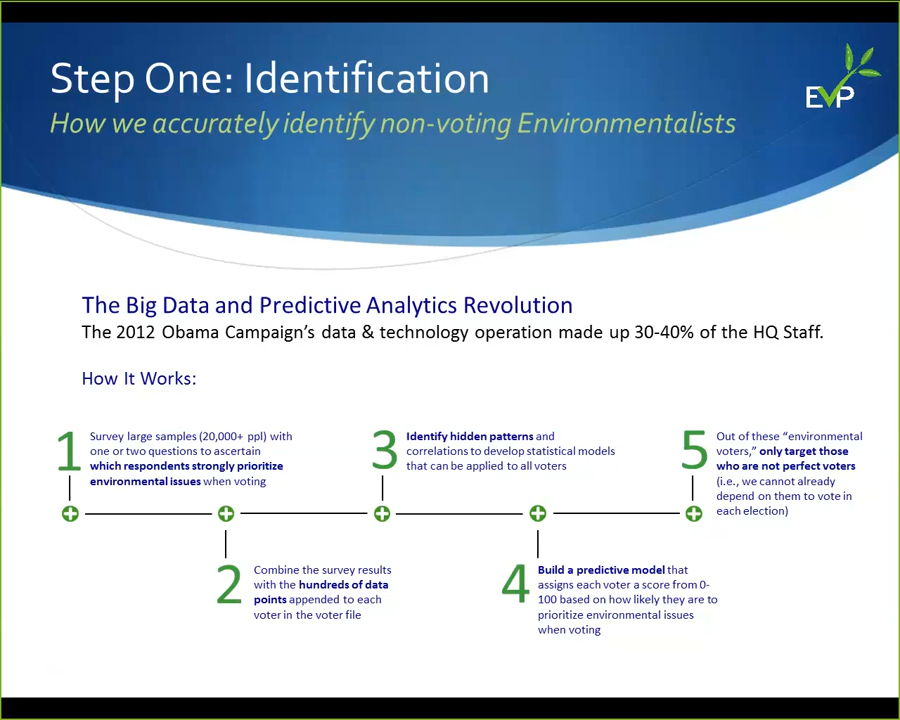 Step One: Identification
How we accurately identify non-voting Environmentalists
EVP
The Big Data and Predictive Analytics Revolution
The 2012 Obama Campaign's data & technology operation made up 30-40% of the HQ Staff.
How It Works:
1
Survey large samples (20,000+ ppl) with
one or two questions to ascertain
which respondents strongly prioritize
environmental issues when voting
2
Combine the survey results
with the hundreds of data
points appended to each
voter in the voter file
3
Identify hidden patterns and
correlations to develop statistical models
that can be applied to all voters
4
Build a predictive model that
assigns each voter a score from 0-
100 based on how likely they are to
prioritize environmental issues
when voting
5
Out of these “environmental
voters,” only target those
who are not perfect voters
(i.e., we cannot already
depend on them to vote in
each election)